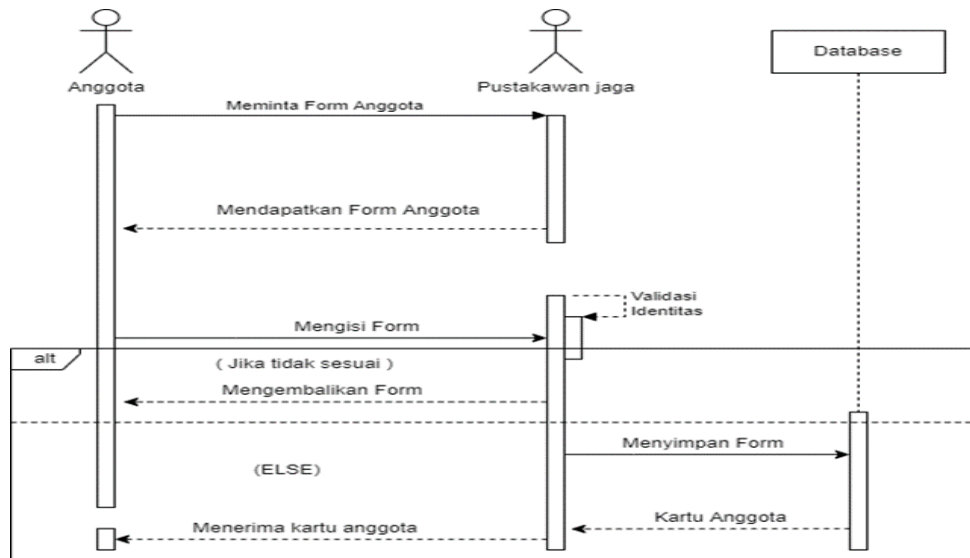 Database
Anggota
Pustakawan jaga
Meminta Form Anggota
Mendapatkan Form Anggota
Validasi
Identitas
Mengisi Form
alt
( Jika tidak sesuai )
Mengembalikan Form
Menyimpan Form
(ELSE)
Kartu Anggota
Menerima kartu anggota